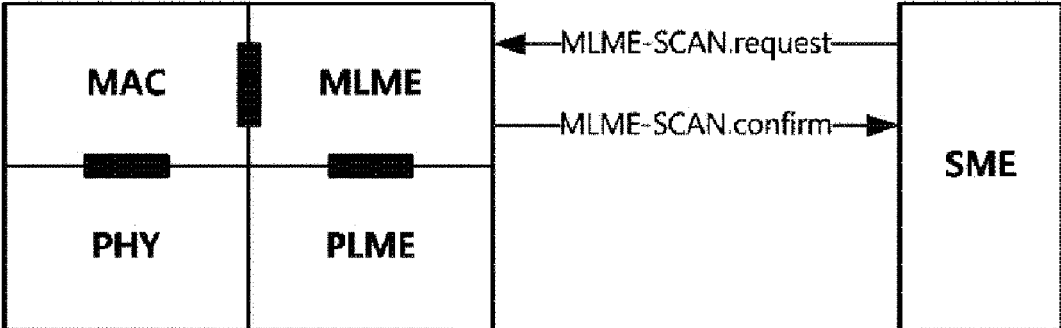 MAC
MLME
MLME-SCAN.request
MLME-SCAN.confirm
SME
PHY
PLME